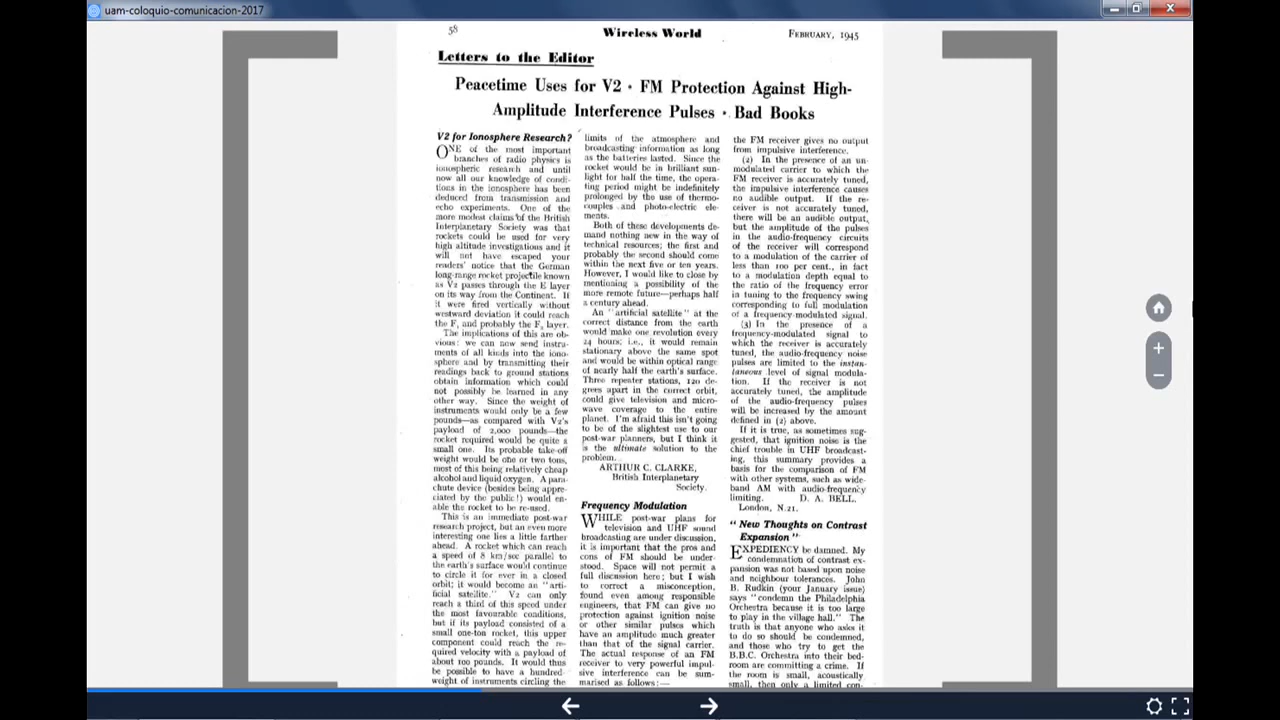 uam-coloquio-comunicacion-2017
58
Wireless World
FEBRUARY, 1945
Letters to the Editor
Peacetime Uses for V2 · FM Protection Against High-
Amplitude Interference Pulses · Bad Books
V2 for Ionosphere Research?
ONE of the most important
branches of radio physics is
ionospheric research and until
now all our knowledge of condi-
tions in the ionosphere has been
deduced from transmission and
echo experiments. One of the
more modest claims of the British
Interplanetary Society was that
rockets could be used for very
high altitude investigations and it
will not have escaped your
readers' notice that the German
long-range rocket projectile known
as V2 passes through the E layer
on its way from the Continent. If
it were fired vertically without
westward deviation it could reach
the F₁ and probably the F₂ layer.
The implications of this are ob-
vious: we can now send instru-
ments of all kinds into the iono-
sphere and by transmitting their
readings back to ground stations
obtain information which could
not possibly be learned in any
other way. Since the weight of
instruments would only be a few
pounds—as compared with V2's
payload of 2,000 pounds—the
rocket required would be quite a
small one. Its probable take-off
weight would be one or two tons,
most of this being relatively cheap
alcohol and liquid oxygen. A para-
chute device (besides being appre-
ciated by the public!) would en-
able the rocket to be re-used.
This is an immediate post-war
research project, but an even more
interesting one lies a little farther
ahead. A rocket which can reach
a speed of 8 km/sec parallel to
the earth's surface would continue
to circle it for ever in a closed
orbit; it would become an "arti-
ficial satellite." V2 can only
reach a third of this speed under
the most favourable conditions,
but if its payload consisted of a
small one-ton rocket, this upper
component could reach the re-
quired velocity with a payload of
about 100 pounds. It would thus
be possible to have a hundred-
weight of instruments circling the
limits of the atmosphere and
broadcasting information as long
as the batteries lasted. Since the
rocket would be in brilliant sun-
light for half the time, the opera-
ting period might be indefinitely
prolonged by the use of thermo-
couples and photo-electric ele-
ments.
Both of these developments de-
mand nothing new in the way of
technical resources; the first and
probably the second should come
within the next five or ten years.
However, I would like to close by
mentioning a possibility of the
more remote future—perhaps half
a century ahead.
An "artificial satellite" at the
correct distance from the earth
would make one revolution every
24 hours; i.e., it would remain
stationary above the same spot
and would be within optical range
of nearly half the earth's surface.
Three repeater stations, 120 de-
grees apart in the correct orbit,
could give television and micro-
wave coverage to the entire
planet. I'm afraid this isn't going
to be of the slightest use to our
post-war planners, but I think it
is the ultimate solution to the
problem.
ARTHUR C. CLARKE,
British Interplanetary
Society.
Frequency Modulation
WHILE post-war plans for
television and UHF sound
broadcasting are under discussion,
it is important that the pros and
cons of FM should be under-
stood. Space will not permit a
full discussion here; but I wish
to correct a misconception,
found even among responsible
engineers, that FM can give no
protection against ignition noise
or other similar pulses which
have an amplitude much greater
than that of the signal carrier.
The actual response of an FM
receiver to very powerful impul-
sive interference can be sum-
marised as follows:—
the FM receiver gives no output
from impulsive interference.
(2) In the presence of an un-
modulated carrier to which the
FM receiver is accurately tuned,
the impulsive interference causes
no audible output. If the re-
ceiver is not accurately tuned,
there will be an audible output,
but the amplitude of the pulses
in the audio-frequency circuits
of the receiver will correspond
to a modulation of the carrier of
less than 100 per cent., in fact
to a modulation depth equal to
the ratio of the frequency error
in tuning to the frequency swing
corresponding to full modulation
of a frequency-modulated signal.
(3) In the presence of a
frequency-modulated signal to
which the receiver is accurately
tuned, the audio-frequency noise
pulses are limited to the instan-
taneous level of signal modula-
tion. If the receiver is not
accurately tuned, the amplitude
of the audio-frequency pulses
will be increased by the amount
defined in (2) above.
If it is true, as sometimes sug-
gested, that ignition noise is the
chief trouble in UHF broadcast-
ing, this summary provides a
basis for the comparison of FM
with other systems, such as wide-
band AM with audio-frequency
limiting. D. A. BELL.
London, N.21.
"New Thoughts on Contrast
Expansion"
EXPEDIENCY be damned. My
condemnation of contrast ex-
pansion was not based upon noise
and neighbour tolerances. John
B. Rudkin (your January issue)
says "condemn the Philadelphia
Orchestra because it is too large
to play in the village hall." The
truth is that anyone who asks it
to do so should be condemned,
and those who try to get the
B.B.C. Orchestra into their bed-
room are committing a crime. If
the room is small, acoustically
small, then only a limited con-